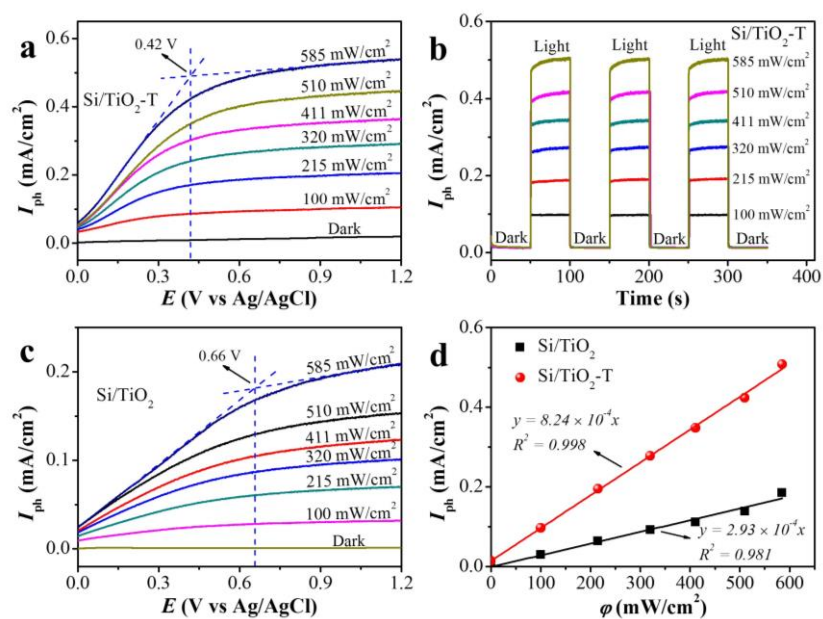 a
0.42 V
Si/TiO₂-T
585 mW/cm²
510 mW/cm²
411 mW/cm²
320 mW/cm²
215 mW/cm²
100 mW/cm²
Dark
0.6
0.4
0.2
0.0
I_ph (mA/cm²)
0.0 0.3 0.6 0.9 1.2
E (V vs Ag/AgCl)
b
Si/TiO₂-T
Light Light Light
585 mW/cm²
510 mW/cm²
411 mW/cm²
320 mW/cm²
215 mW/cm²
100 mW/cm²
Dark Dark Dark Dark
0.6
0.4
0.2
0.0
I_ph (mA/cm²)
0 100 200 300 400
Time (s)
c
0.66 V
Si/TiO₂
585 mW/cm²
510 mW/cm²
411 mW/cm²
320 mW/cm²
215 mW/cm²
100 mW/cm²
Dark
0.2
0.1
0.0
I_ph (mA/cm²)
0.0 0.3 0.6 0.9 1.2
E (V vs Ag/AgCl)
d
Si/TiO₂
Si/TiO₂-T
y = 8.24 × 10⁻⁴x
R² = 0.998
y = 2.93 × 10⁻⁴x
R² = 0.981
0.6
0.4
0.2
0.0
I_ph (mA/cm²)
0 100 200 300 400 500 600
φ (mW/cm²)